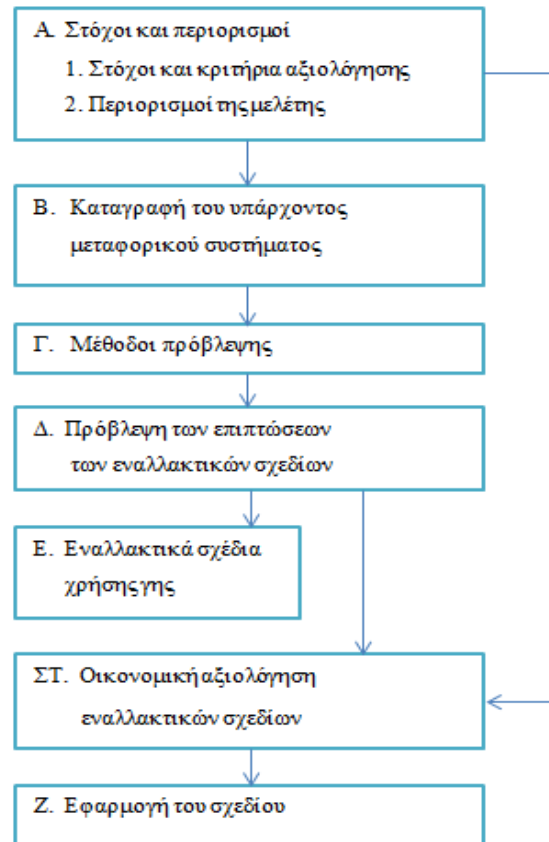 Α. Στόχοι και περιορισμοί
1. Στόχοι και κριτήρια αξιολόγησης
2. Περιορισμοί της μελέτης
Β. Καταγραφή του υπάρχοντος
μεταφορικού συστήματος
Γ. Μέθοδοι πρόβλεψης
Δ. Πρόβλεψη των επιπτώσεων
των εναλλακτικών σχεδίων
Ε. Εναλλακτικά σχέδια
χρήσης γης
ΣΤ. Οικονομική αξιολόγηση
εναλλακτικών σχεδίων
Ζ. Εφαρμογή του σχεδίου